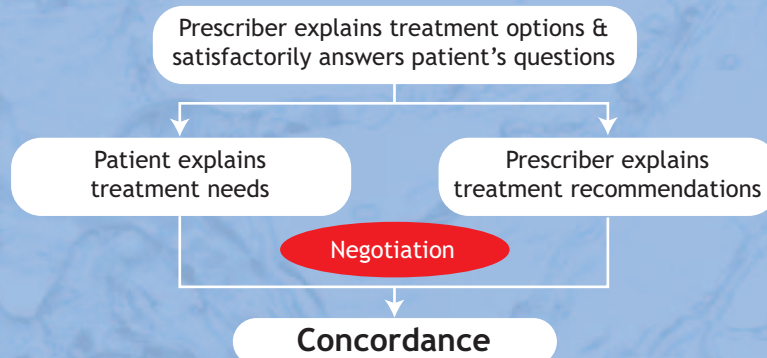 Prescriber explains treatment options &
satisfactorily answers patient’s questions
Patient explains
treatment needs
Prescriber explains
treatment recommendations
Negotiation
Concordance